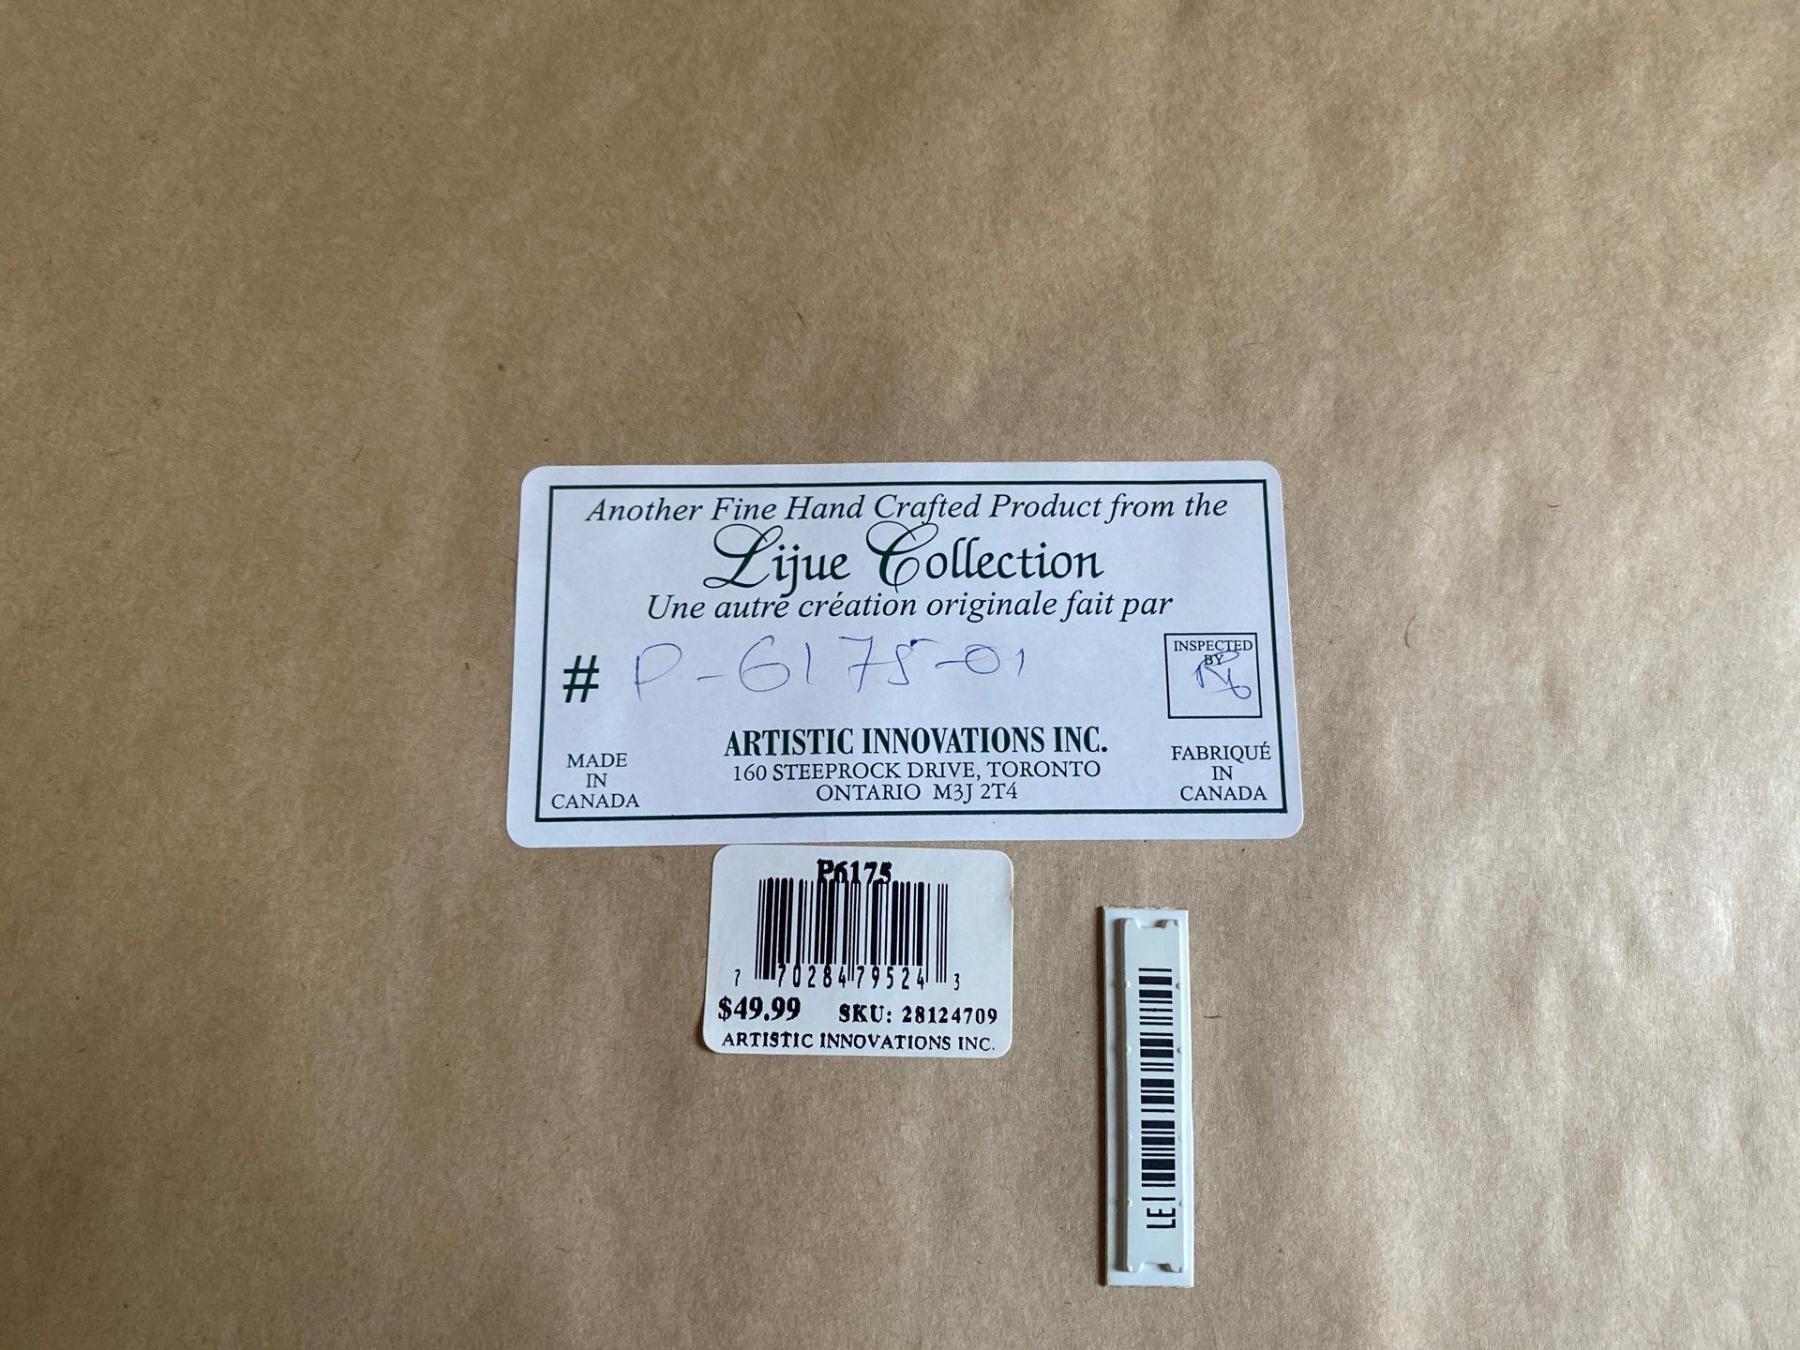 Another Fine Hand Crafted Product from the
Lijue Collection
Une autre création originale fait par
# P-6175-01
INSPECTED
BY
ARTISTIC INNOVATIONS INC.
160 STEEPROCK DRIVE, TORONTO
ONTARIO M3J 2T4
MADE
IN
CANADA
FABRIQUÉ
IN
CANADA
P6175
7 70284 79524 3
$49.99 SKU: 28124709
ARTISTIC INNOVATIONS INC.
LE